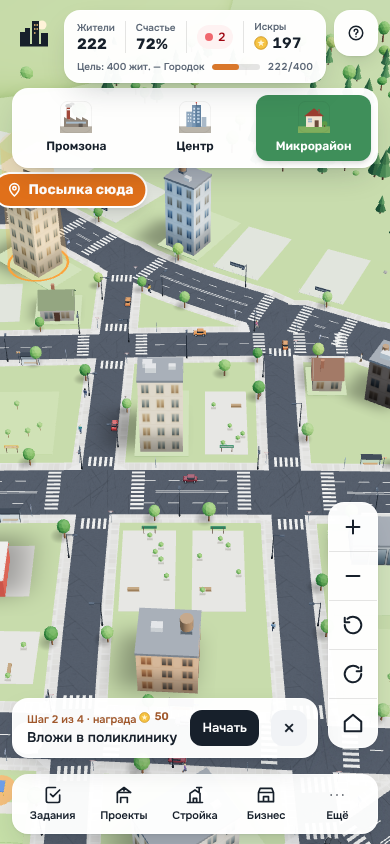 Жители
222
Счастье
72%
2
Искры
197
Цель: 400 жит. — Городок
222/400
Промзона
Центр
Микрорайон
Посылка сюда
Шаг 2 из 4 · награда 50
Вложи в поликлинику
Начать
Задания
Проекты
Стройка
Бизнес
Ещё